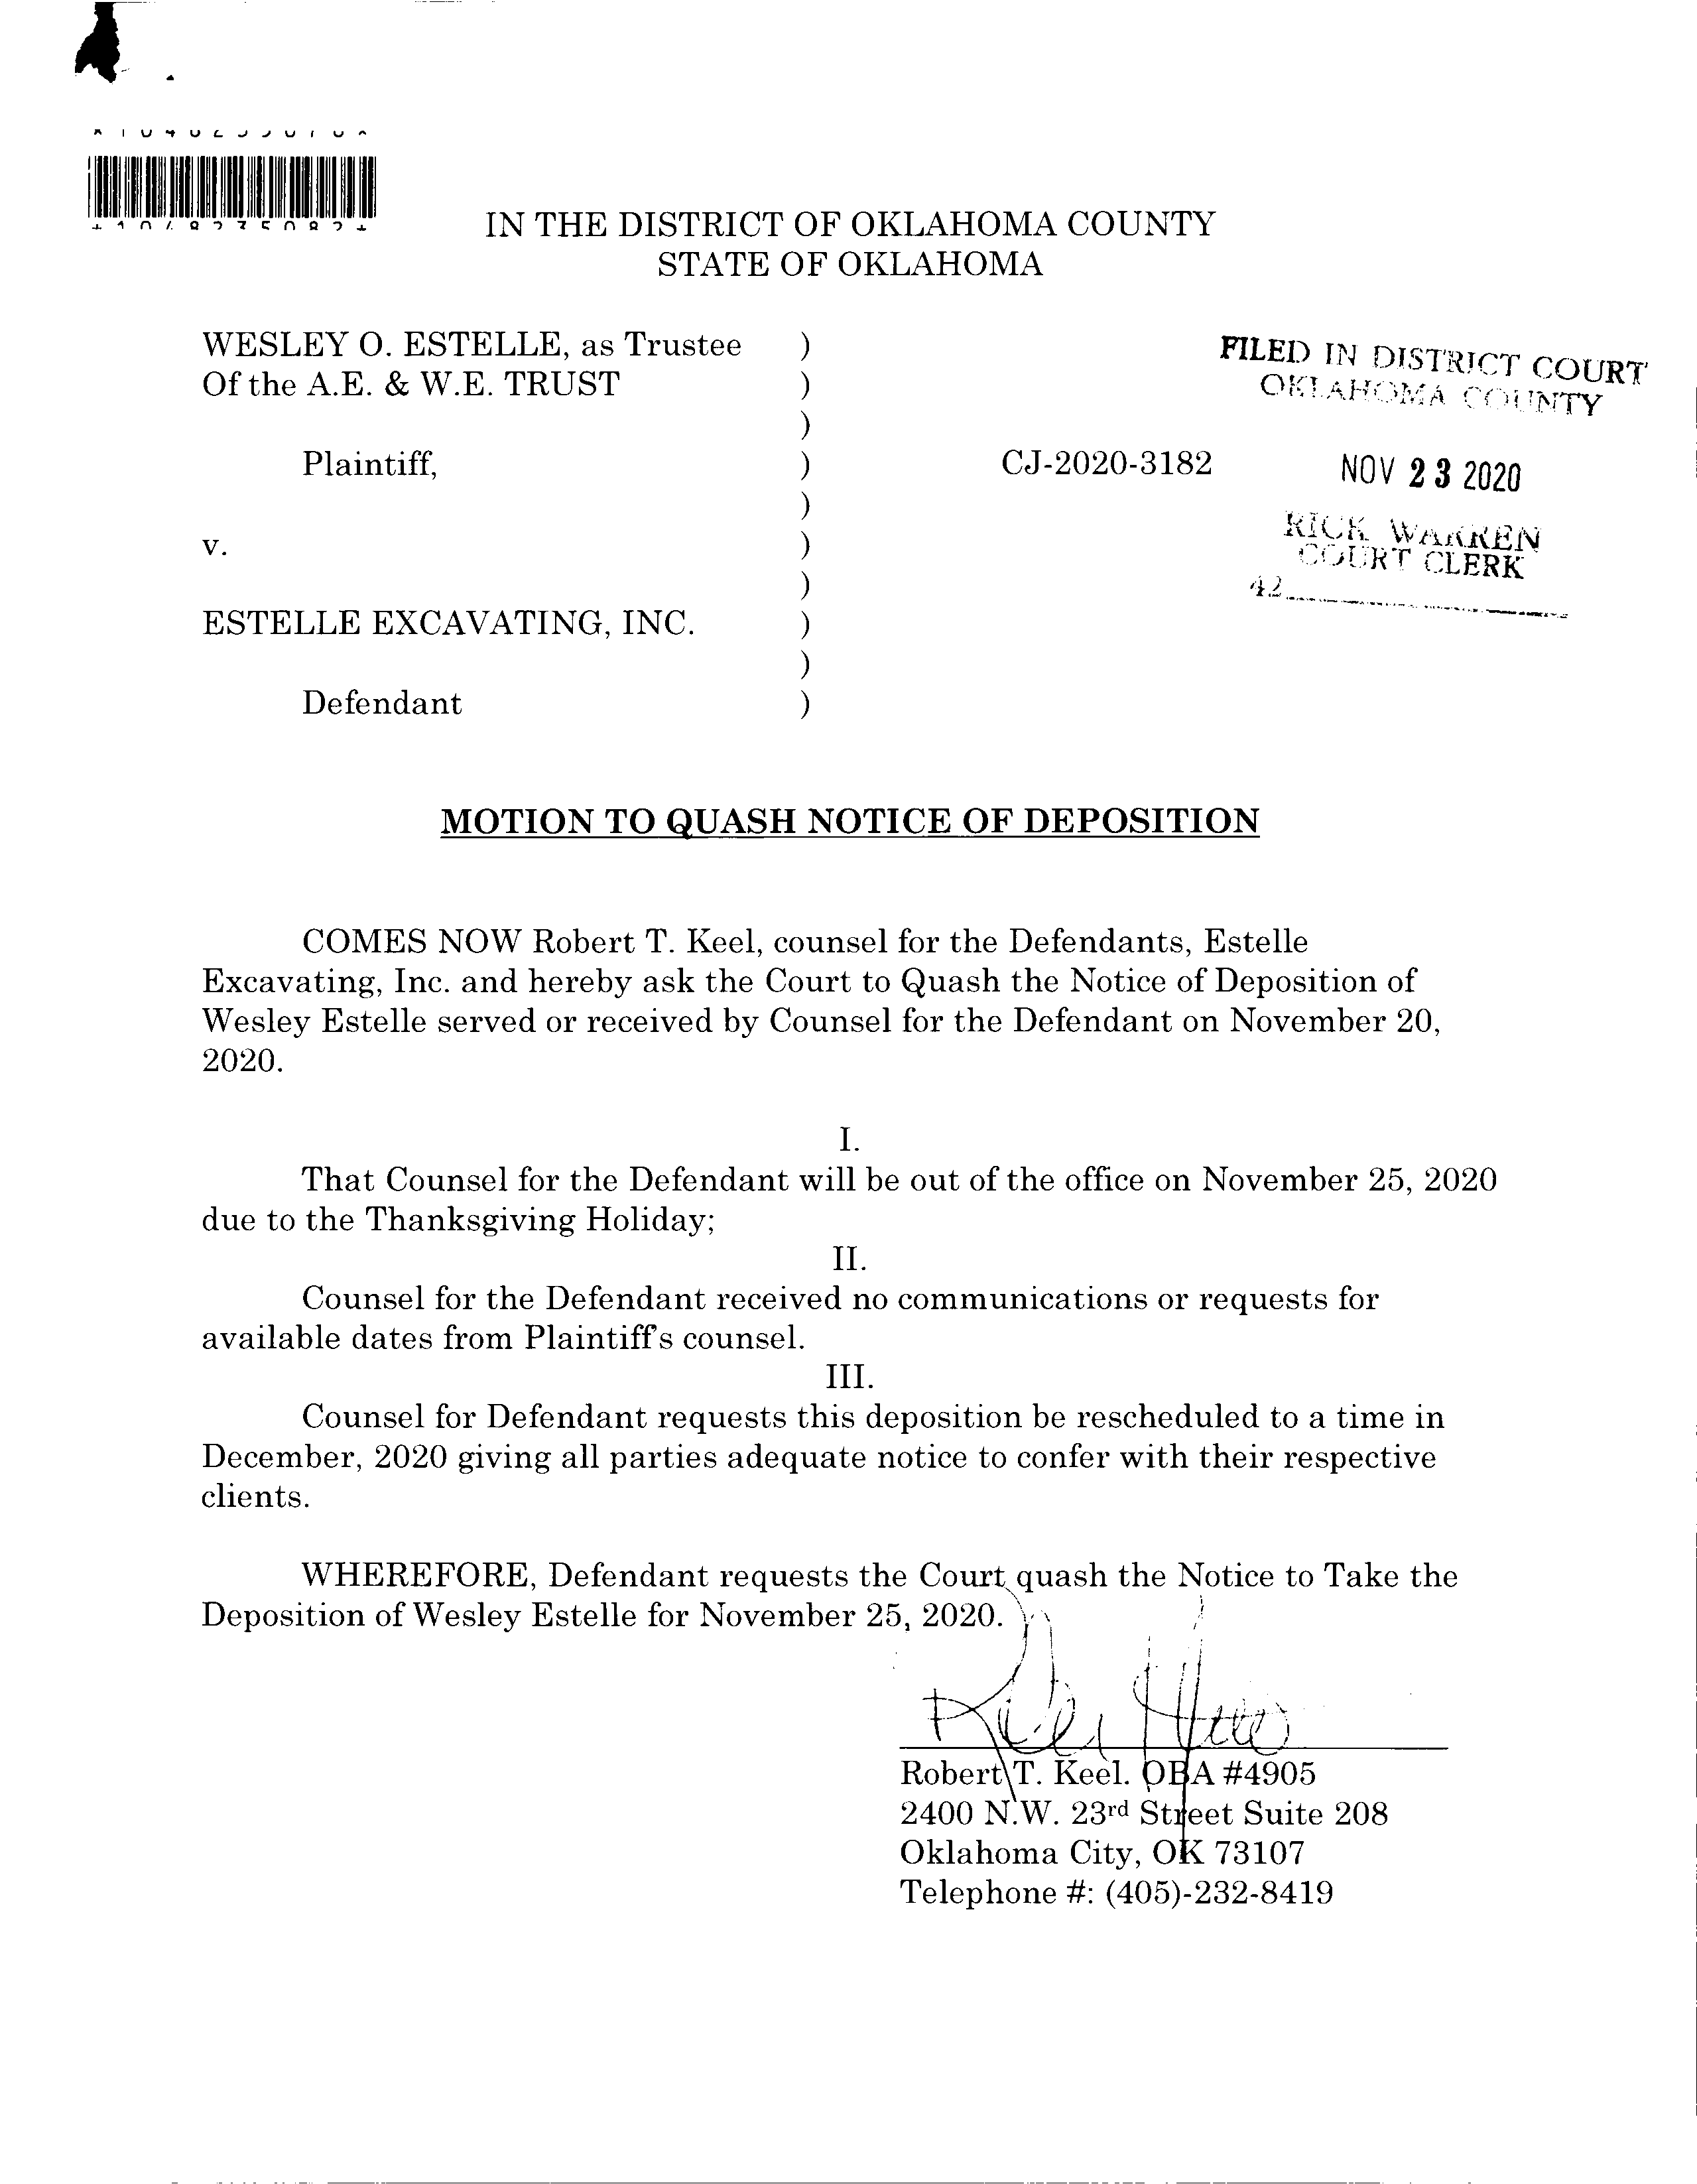 IN THE DISTRICT OF OKLAHOMA COUNTY
STATE OF OKLAHOMA
WESLEY O. ESTELLE, as Trustee )
Of the A.E. & W.E. TRUST )
)
Plaintiff, ) CJ-2020-3182
)
v. )
)
ESTELLE EXCAVATING, INC. )
)
Defendant )
FILED IN DISTRICT COURT
OKLAHOMA COUNTY
NOV 23 2020
RICK WARREN
COURT CLERK
42
MOTION TO QUASH NOTICE OF DEPOSITION
COMES NOW Robert T. Keel, counsel for the Defendants, Estelle
Excavating, Inc. and hereby ask the Court to Quash the Notice of Deposition of
Wesley Estelle served or received by Counsel for the Defendant on November 20,
2020.
I.
That Counsel for the Defendant will be out of the office on November 25, 2020
due to the Thanksgiving Holiday;
II.
Counsel for the Defendant received no communications or requests for
available dates from Plaintiff's counsel.
III.
Counsel for Defendant requests this deposition be rescheduled to a time in
December, 2020 giving all parties adequate notice to confer with their respective
clients.
WHEREFORE, Defendant requests the Court quash the Notice to Take the
Deposition of Wesley Estelle for November 25, 2020.
Robert T. Keel. OBA #4905
2400 N.W. 23rd Street Suite 208
Oklahoma City, OK 73107
Telephone #: (405)-232-8419